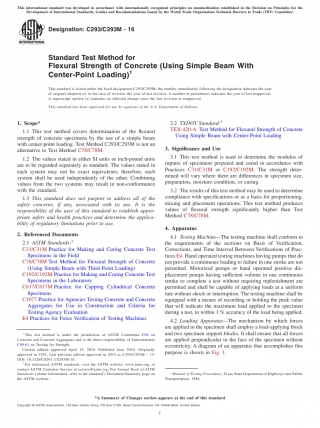 This international standard was developed in accordance with internationally recognized principles on standardization established in the Decision on Principles for the
Development of International Standards, Guides and Recommendations issued by the World Trade Organization Technical Barriers to Trade (TBT) Committee.
Designation: C293/C293M – 16
INTERNATIONAL
Standard Test Method for
Flexural Strength of Concrete (Using Simple Beam With
Center-Point Loading)1
This standard is issued under the fixed designation C293/C293M; the number immediately following the designation indicates the year
of original adoption or, in the case of revision, the year of last revision. A number in parentheses indicates the year of last reapproval.
A superscript epsilon (ε) indicates an editorial change since the last revision or reapproval.
This standard has been approved for use by agencies of the U.S. Department of Defense.
1. Scope*
1.1 This test method covers determination of the flexural
strength of concrete specimens by the use of a simple beam
with center-point loading. Test Method C293/C293M is not an
alternative to Test Method C78/C78M.
1.2 The values stated in either SI units or inch-pound units
are to be regarded separately as standard. The values stated in
each system may not be exact equivalents; therefore, each
system shall be used independently of the other. Combining
values from the two systems may result in non-conformance
with the standard.
1.3 This standard does not purport to address all of the
safety concerns, if any, associated with its use. It is the
responsibility of the user of this standard to establish appro-
priate safety and health practices and determine the applica-
bility of regulatory limitations prior to use.
2. Referenced Documents
2.1 ASTM Standards:2
C31/C31M Practice for Making and Curing Concrete Test
Specimens in the Field
C78/C78M Test Method for Flexural Strength of Concrete
(Using Simple Beam with Third-Point Loading)
C192/C192M Practice for Making and Curing Concrete Test
Specimens in the Laboratory
C617/C617M Practice for Capping Cylindrical Concrete
Specimens
C1077 Practice for Agencies Testing Concrete and Concrete
Aggregates for Use in Construction and Criteria for
Testing Agency Evaluation
E4 Practices for Force Verification of Testing Machines
1 This test method is under the jurisdiction of ASTM Committee C09 on
Concrete and Concrete Aggregates and is the direct responsibility of Subcommittee
C09.61 on Testing for Strength.
Current edition approved April 15, 2016. Published June 2016. Originally
approved in 1952. Last previous edition approved in 2015 as C293/C293M – 15.
DOI: 10.1520/C0293_C0293M-16.
2 For referenced ASTM standards, visit the ASTM website, www.astm.org, or
contact ASTM Customer Service at service@astm.org. For Annual Book of ASTM
Standards volume information, refer to the standard's Document Summary page on
the ASTM website.
2.2 TXDOT Standard:3
TEX-420-A Test Method for Flexural Strength of Concrete
Using Simple Beam with Center-Point Loading
3. Significance and Use
3.1 This test method is used to determine the modulus of
rupture of specimens prepared and cured in accordance with
Practices C31/C31M or C192/C192M. The strength deter-
mined will vary where there are differences in specimen size,
preparation, moisture condition, or curing.
3.2 The results of this test method may be used to determine
compliance with specifications or as a basis for proportioning,
mixing and placement operations. This test method produces
values of flexural strength significantly higher than Test
Method C78/C78M.
4. Apparatus
4.1 Testing Machine—The testing machine shall conform to
the requirements of the sections on Basis of Verification,
Corrections, and Time Interval Between Verifications of Prac-
tices E4. Hand operated testing machines having pumps that do
not provide a continuous loading to failure in one stroke are not
permitted. Motorized pumps or hand operated positive dis-
placement pumps having sufficient volume in one continuous
stroke to complete a test without requiring replenishment are
permitted and shall be capable of applying loads at a uniform
rate without shock or interruption. The testing machine shall be
equipped with a means of recording or holding the peak value
that will indicate the maximum load applied to the specimen
during a test, to within 1 % accuracy of the load being applied.
4.2 Loading Apparatus—The mechanism by which forces
are applied to the specimen shall employ a load-applying block
and two specimen support blocks. It shall ensure that all forces
are applied perpendicular to the face of the specimen without
eccentricity. A diagram of an apparatus that accomplishes this
purpose is shown in Fig. 1.
3 Manual of Testing Procedures, Texas State Department of Highways and Public
Transportation, 1980.
*A Summary of Changes section appears at the end of this standard
1